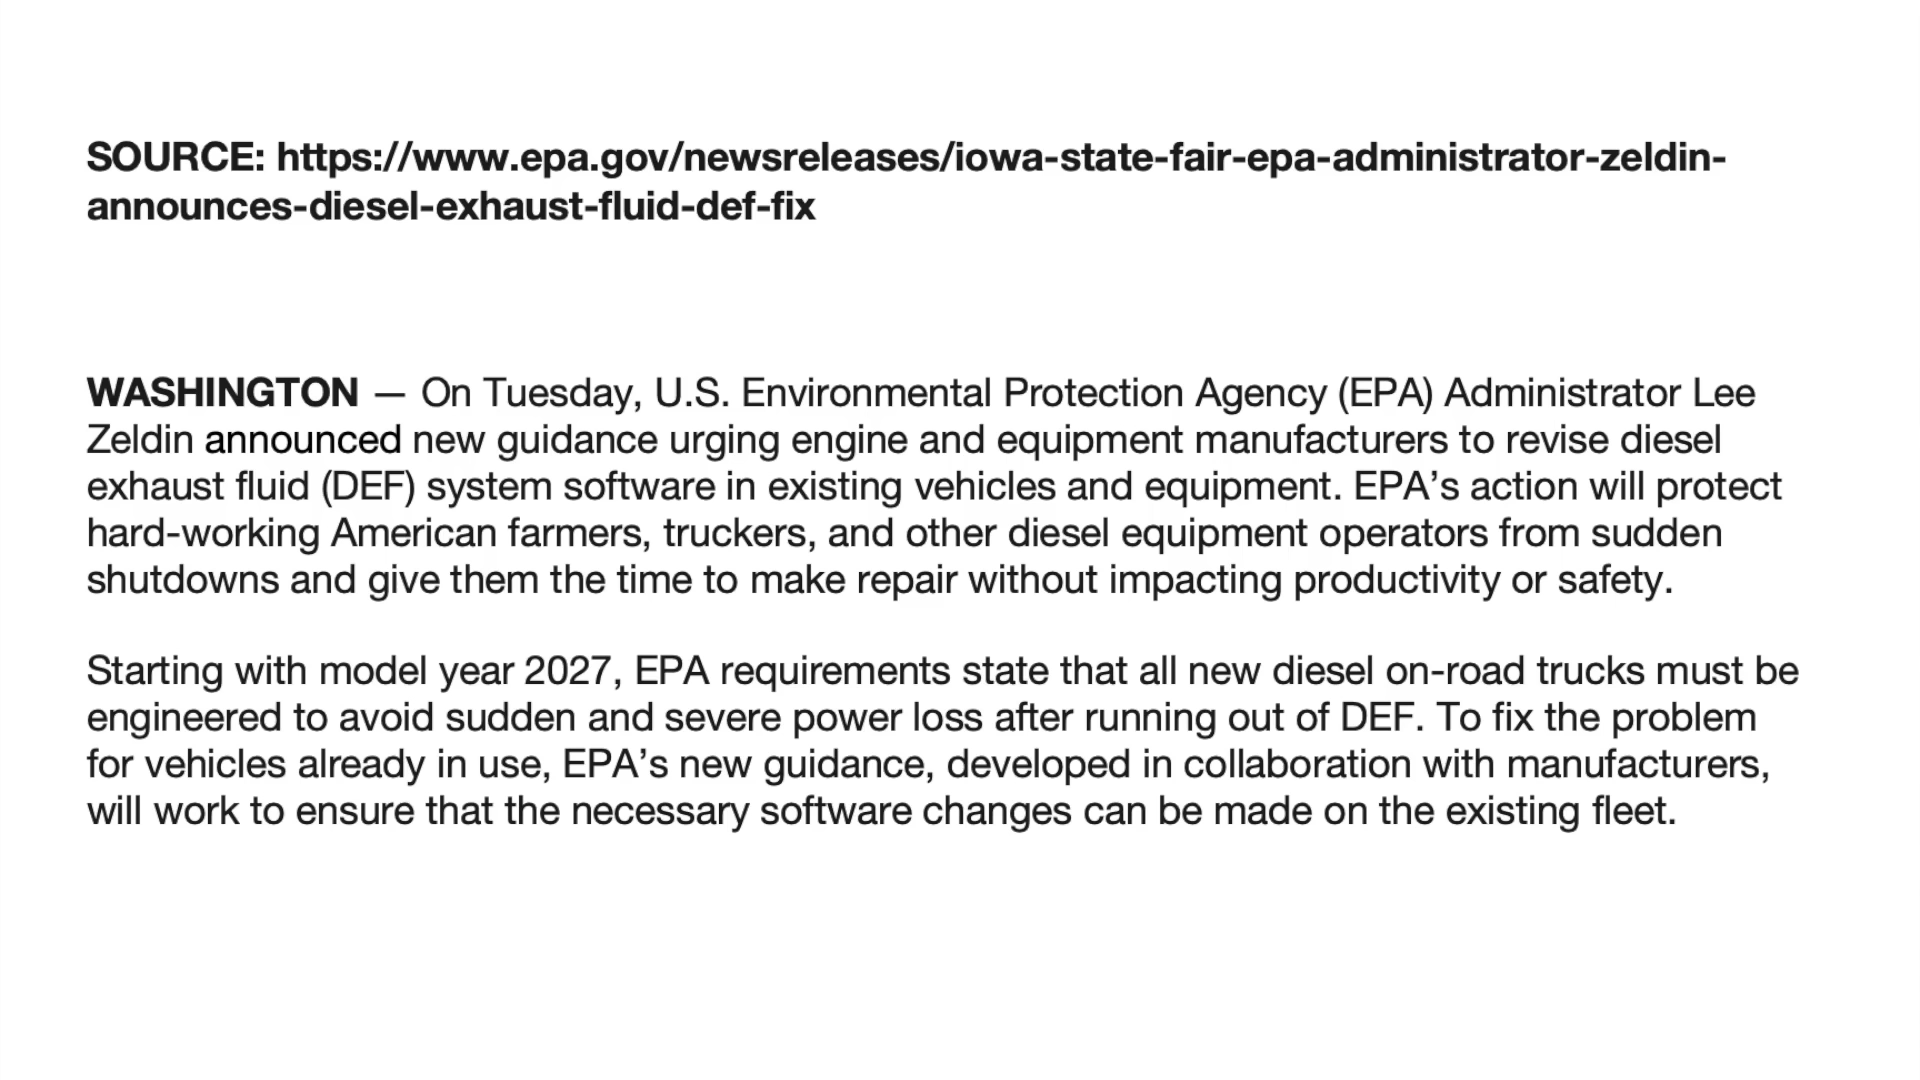 SOURCE: https://www.epa.gov/newsreleases/iowa-state-fair-epa-administrator-zeldin-
announces-diesel-exhaust-fluid-def-fix
WASHINGTON — On Tuesday, U.S. Environmental Protection Agency (EPA) Administrator Lee
Zeldin announced new guidance urging engine and equipment manufacturers to revise diesel
exhaust fluid (DEF) system software in existing vehicles and equipment. EPA’s action will protect
hard-working American farmers, truckers, and other diesel equipment operators from sudden
shutdowns and give them the time to make repair without impacting productivity or safety.
Starting with model year 2027, EPA requirements state that all new diesel on-road trucks must be
engineered to avoid sudden and severe power loss after running out of DEF. To fix the problem
for vehicles already in use, EPA’s new guidance, developed in collaboration with manufacturers,
will work to ensure that the necessary software changes can be made on the existing fleet.